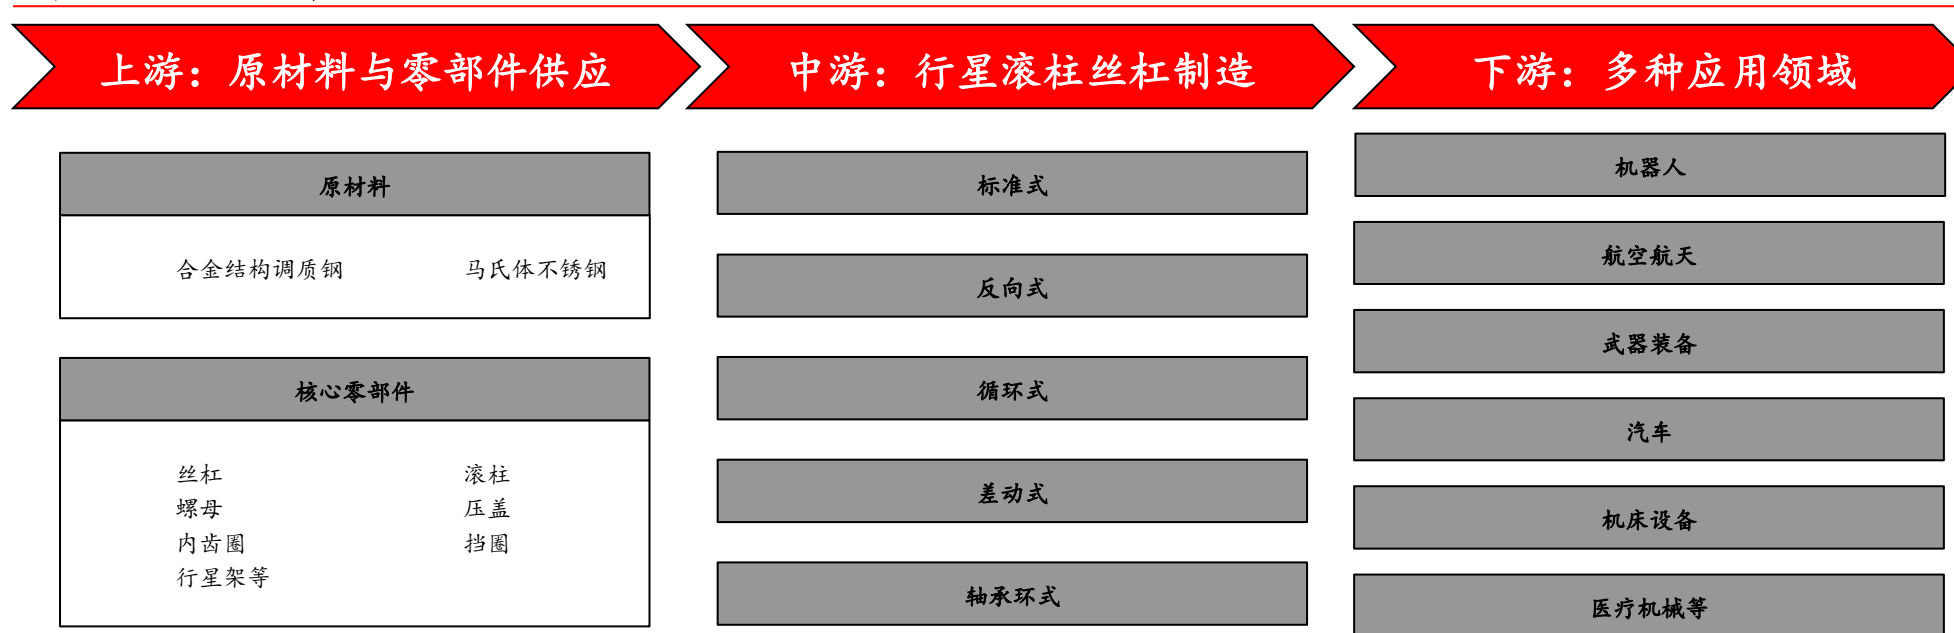 上游：原材料与零部件供应
中游：行星滚柱丝杠制造
下游：多种应用领域
原材料
合金结构调质钢
马氏体不锈钢
核心零部件
丝杠
滚柱
螺母
压盖
内齿圈
挡圈
行星架等
标准式
反向式
循环式
差动式
轴承环式
机器人
航空航天
武器装备
汽车
机床设备
医疗机械等